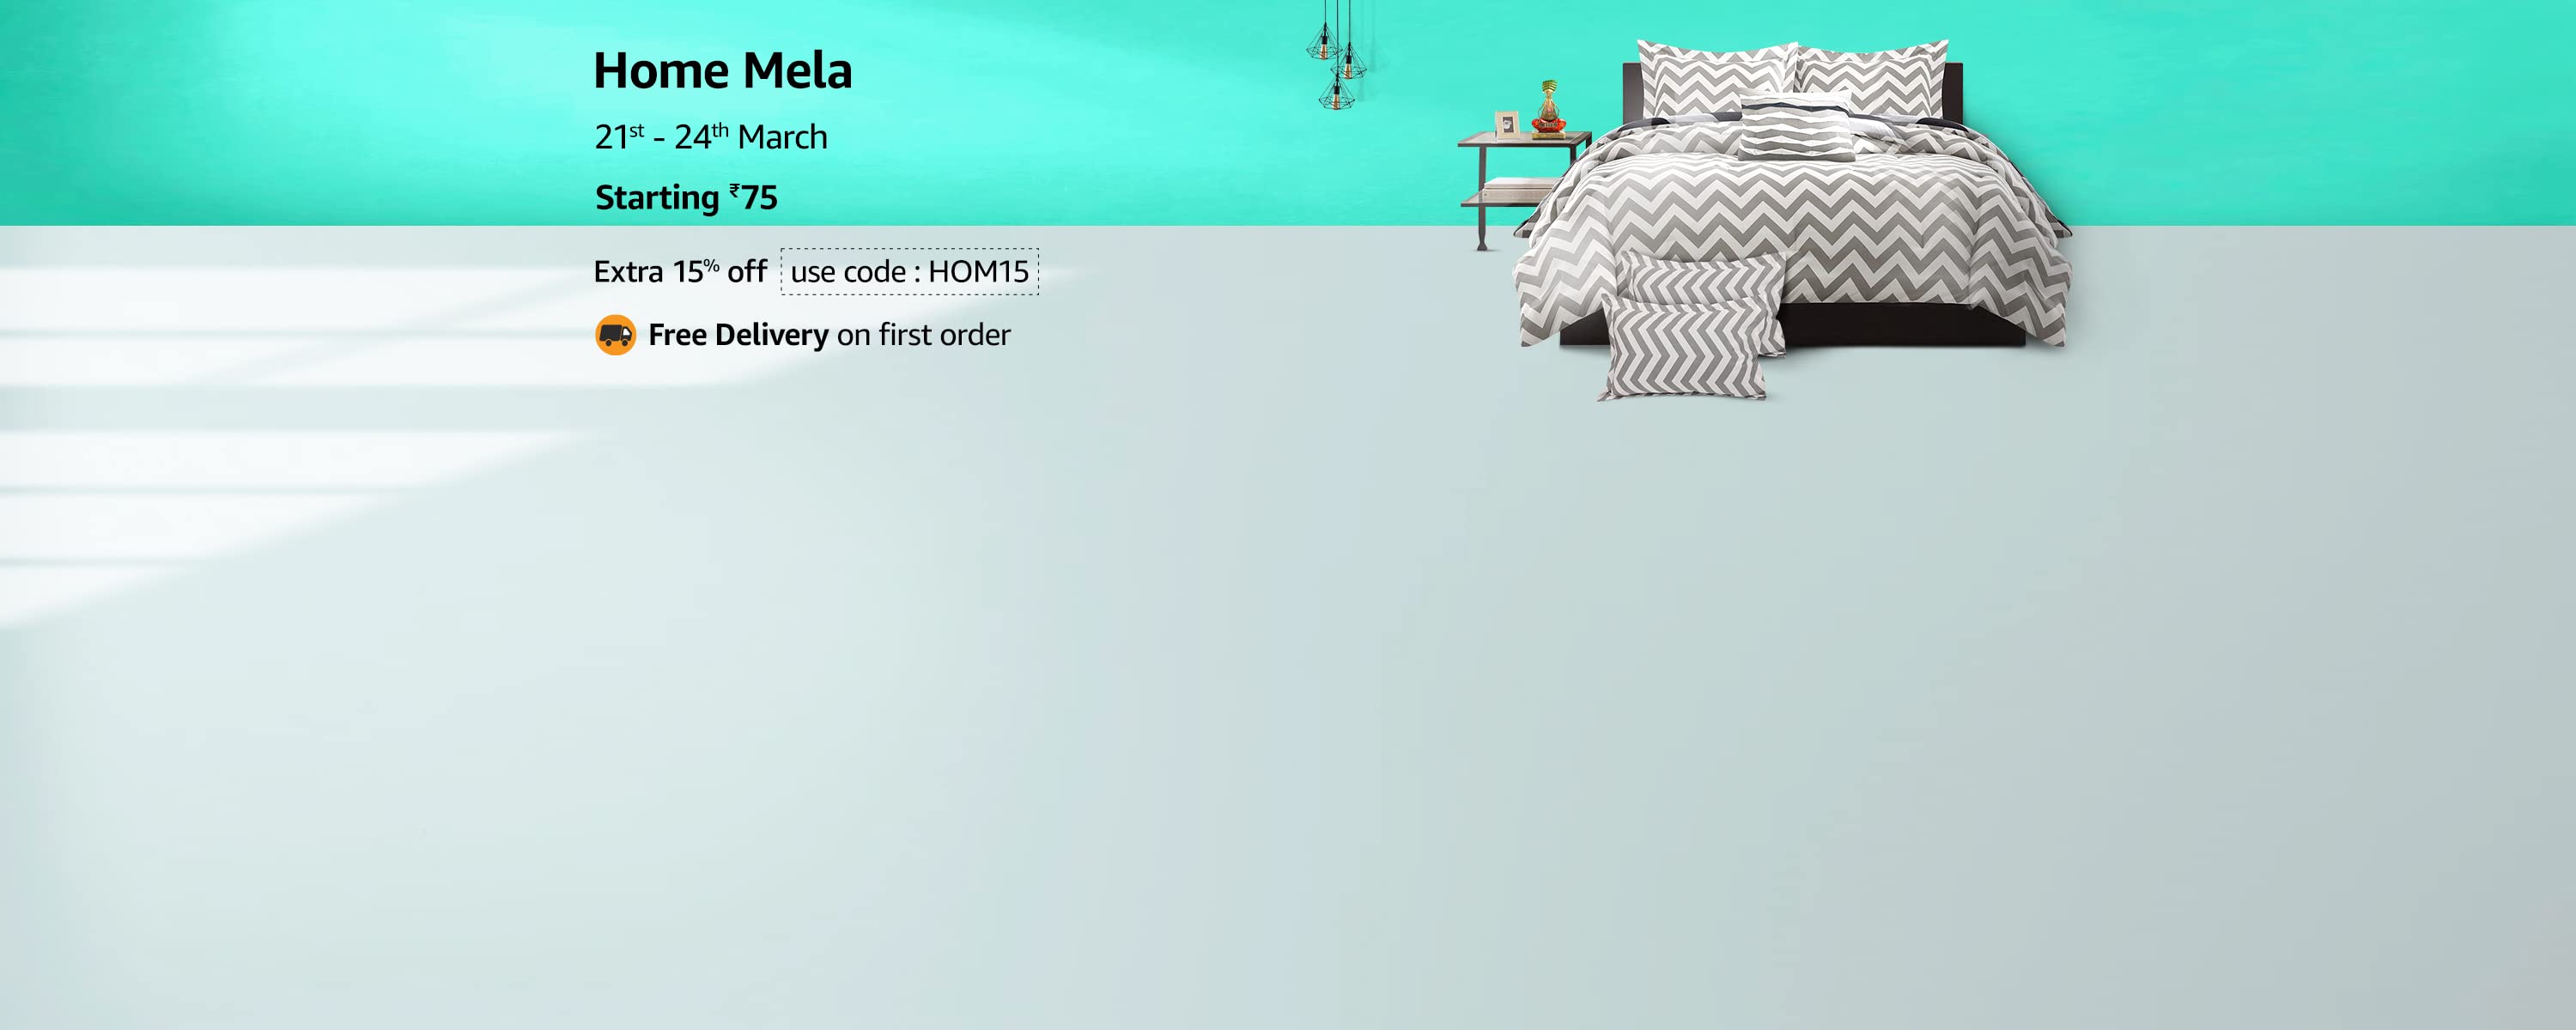 Home Mela
21st - 24th March
Starting ₹75
Extra 15% off use code : HOM15
Free Delivery on first order